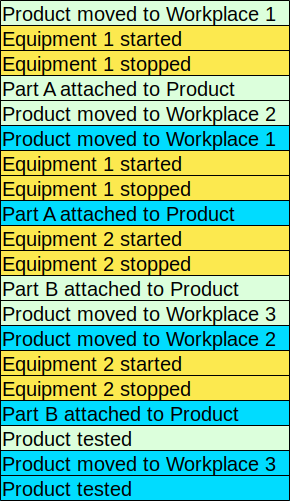 Product moved to Workplace 1
Equipment 1 started
Equipment 1 stopped
Part A attached to Product
Product moved to Workplace 2
Product moved to Workplace 1
Equipment 1 started
Equipment 1 stopped
Part A attached to Product
Equipment 2 started
Equipment 2 stopped
Part B attached to Product
Product moved to Workplace 3
Product moved to Workplace 2
Equipment 2 started
Equipment 2 stopped
Part B attached to Product
Product tested
Product moved to Workplace 3
Product tested